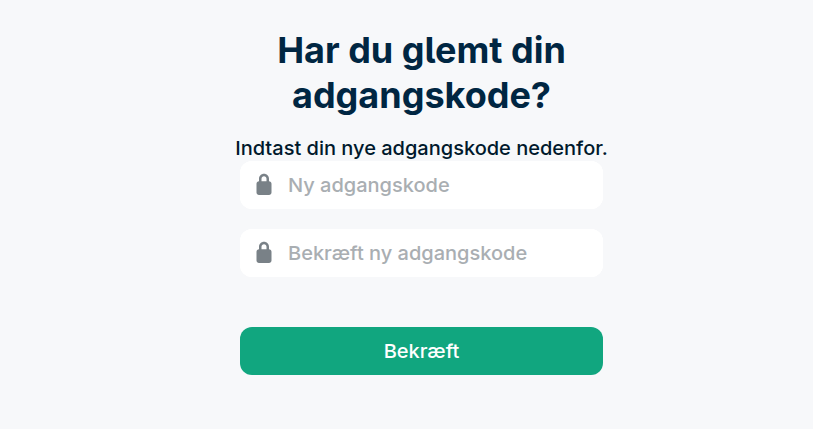 Har du glemt din
adgangskode?
Indtast din nye adgangskode nedenfor.
Ny adgangskode
Bekræft ny adgangskode
Bekræft